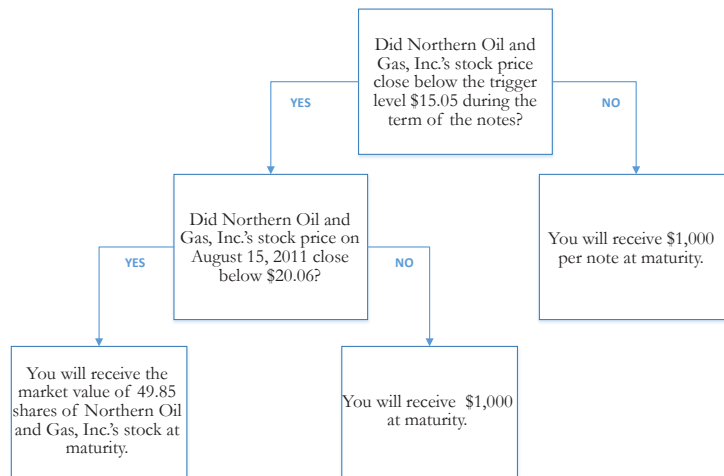 Did Northern Oil and
Gas, Inc.'s stock price
close below the trigger
level $15.05 during the
term of the notes?
YES
NO
Did Northern Oil and
Gas, Inc.'s stock price on
August 15, 2011 close
below $20.06?
You will receive $1,000
per note at maturity.
YES
NO
You will receive the
market value of 49.85
shares of Northern Oil
and Gas, Inc.'s stock at
maturity.
You will receive $1,000
at maturity.